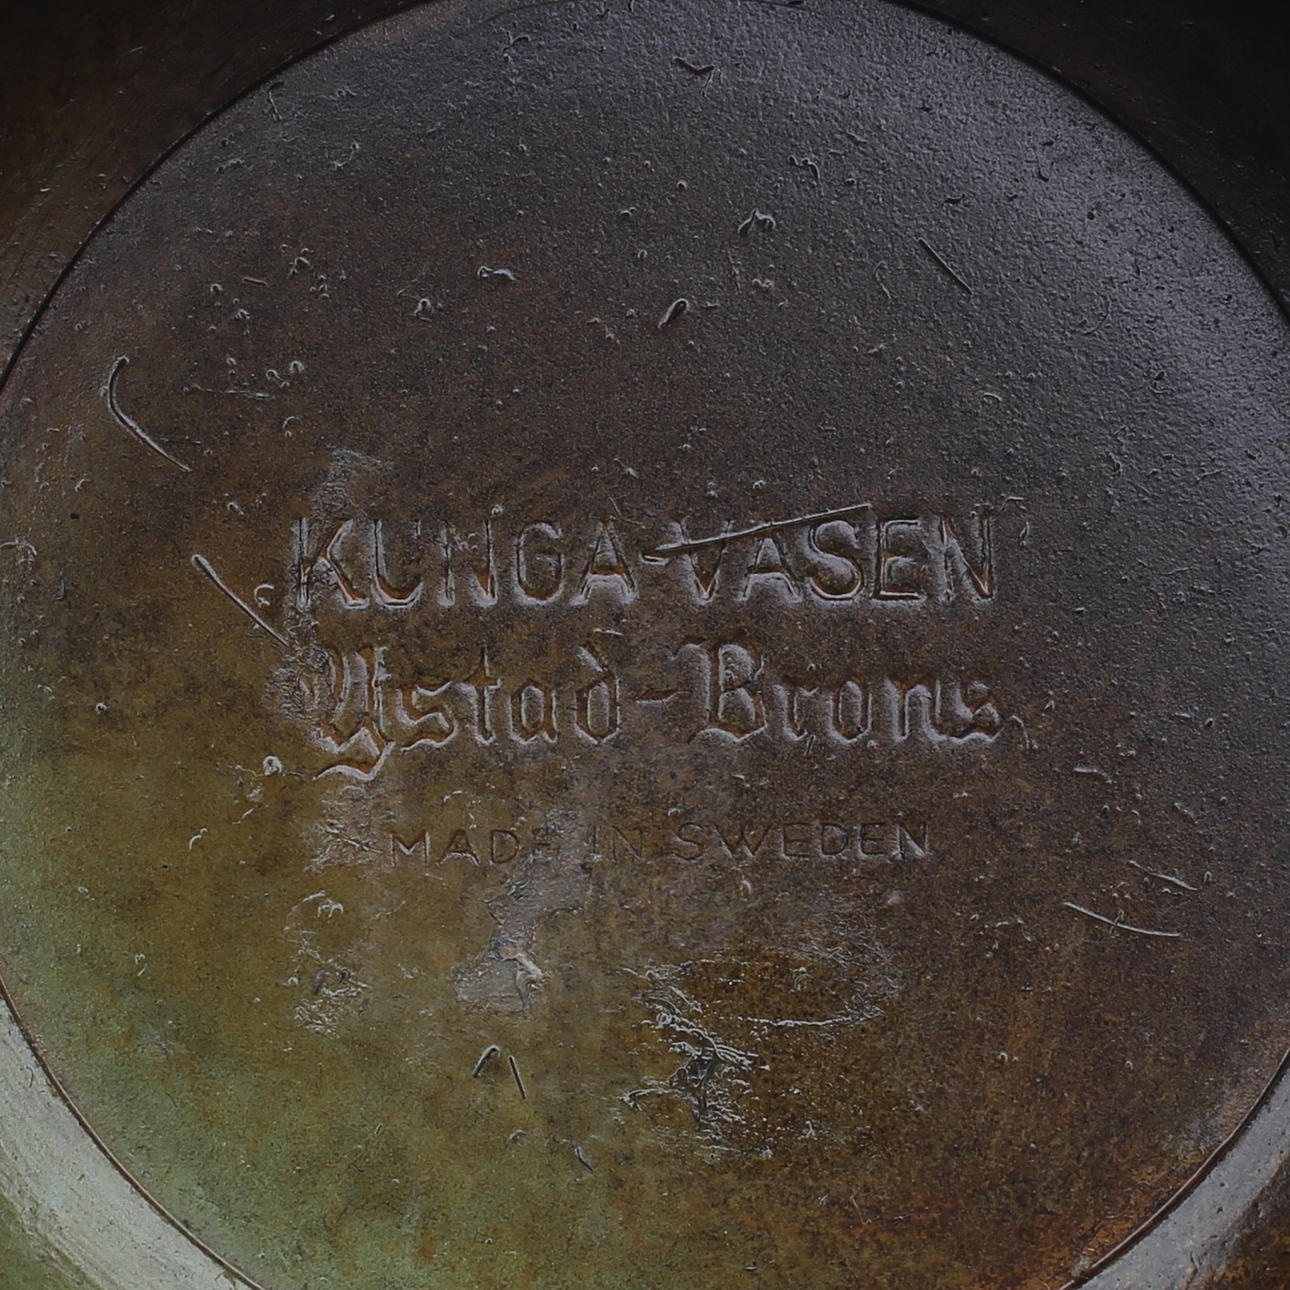 KUNGA-VASEN
Ystad-Brons
MADE IN SWEDEN